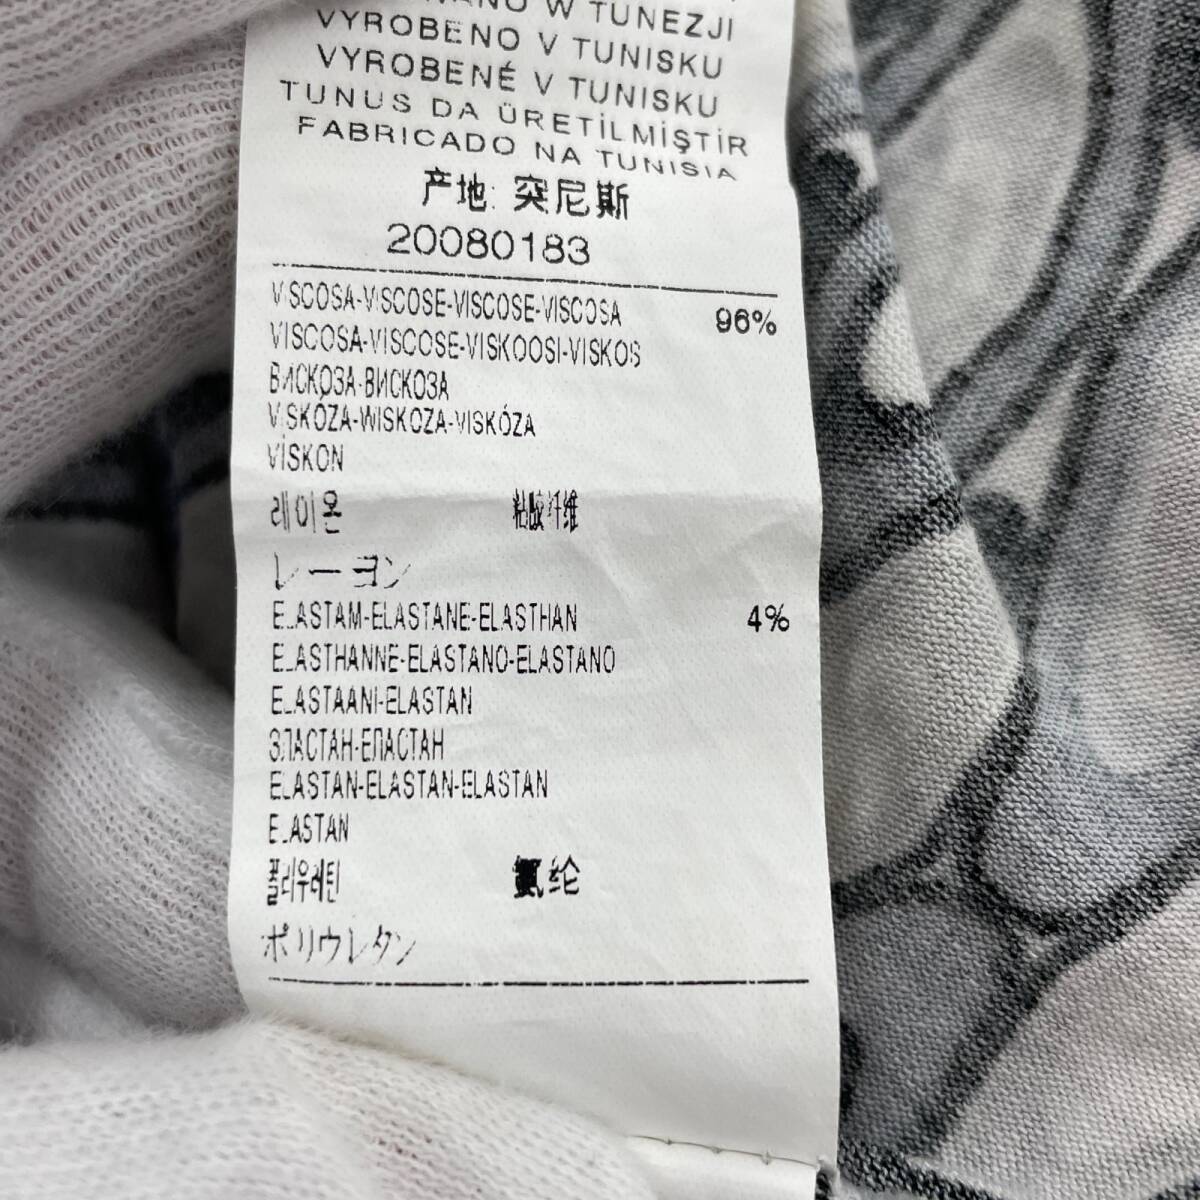 W TUNEZJI
VYROBENO V TUNISKU
VYROBENÉ V TUNISKU
TUNUS DA ÜRETİLMİŞTİR
FABRICADO NA TUNISIA
产地: 突尼斯
20080183
VISCOSA-VISCOSE-VISCOSE-VISCOSA 96%
VISCOSA-VISCOSE-VISKOOSI-VISKOS
ВИСКОЗА-ВИСКОЗА
VISKÓZA-WISKOZA-VISKÓZA
VİSKON
레이온 粘胶纤维
レーヨン
ELASTAM-ELASTANE-ELASTHAN 4%
ELASTHANNE-ELASTANO-ELASTANO
ELASTAANI-ELASTAN
ЭЛАСТАН-ЕЛАСТАН
ELASTAN-ELASTAN-ELASTAN
ELASTAN
폴리우레탄 氨纶
ポリウレタン